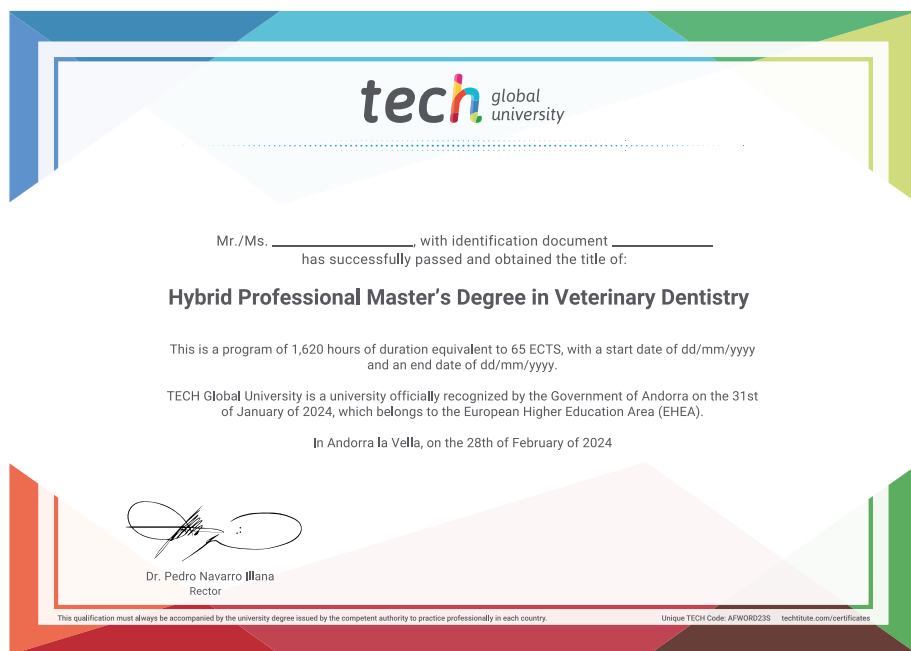 tech global
university
Mr./Ms. ______________, with identification document ____________
has successfully passed and obtained the title of:
Hybrid Professional Master's Degree in Veterinary Dentistry
This is a program of 1,620 hours of duration equivalent to 65 ECTS, with a start date of dd/mm/yyyy
and an end date of dd/mm/yyyy.
TECH Global University is a university officially recognized by the Government of Andorra on the 31st
of January of 2024, which belongs to the European Higher Education Area (EHEA).
In Andorra la Vella, on the 28th of February of 2024
Dr. Pedro Navarro Illana
Rector
This qualification must always be accompanied by the university degree issued by the competent authority to practice professionally in each country.
Unique TECH Code: AFWORD23S techtitute.com/certificates